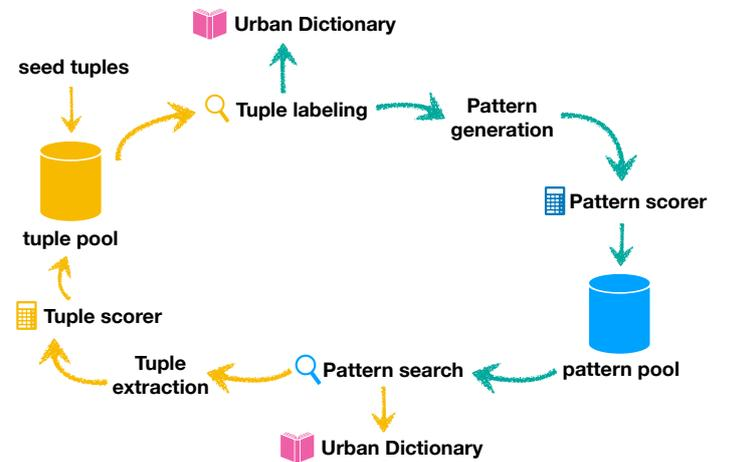 Urban Dictionary
seed tuples
Tuple labeling
Pattern
generation
Pattern scorer
tuple pool
Tuple scorer
Tuple
extraction
Pattern search
pattern pool
Urban Dictionary